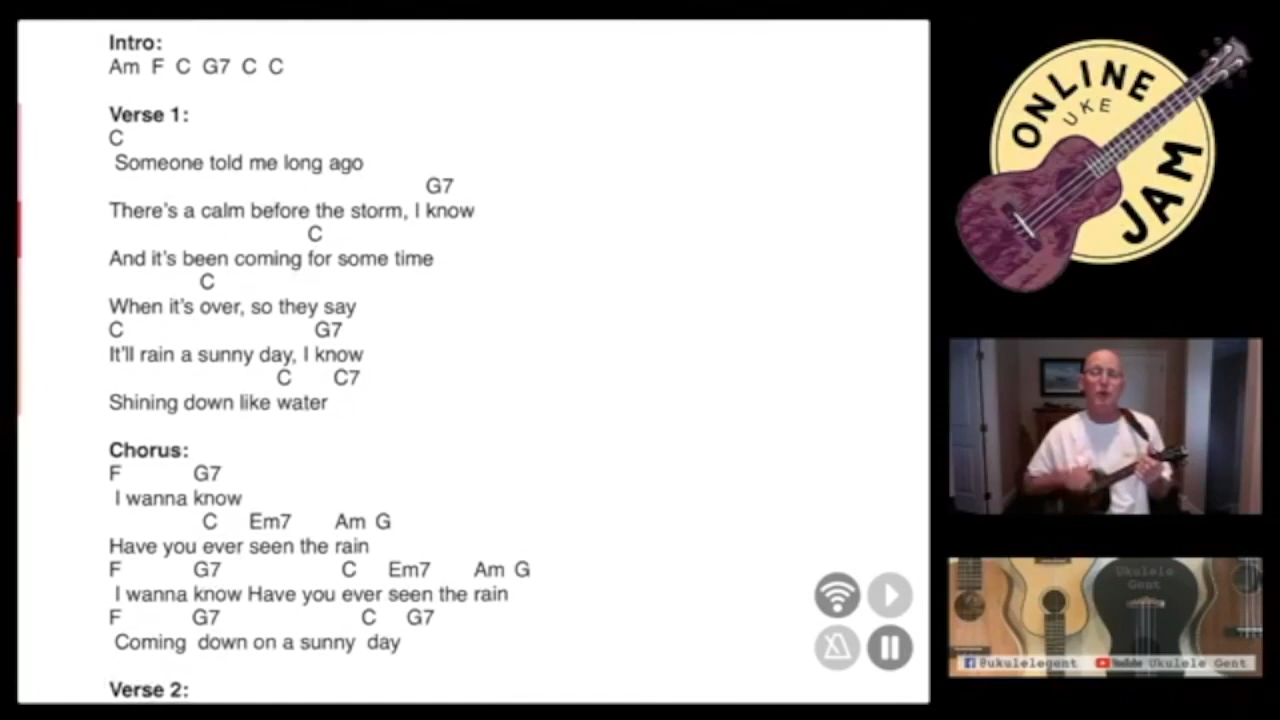 Intro:
Am F C G7 C C
Verse 1:
C
Someone told me long ago
G7
There's a calm before the storm, I know
C
And it's been coming for some time
C
When it's over, so they say
C G7
It'll rain a sunny day, I know
C C7
Shining down like water
Chorus:
F G7
I wanna know
C Em7 Am G
Have you ever seen the rain
F G7 C Em7 Am G
I wanna know Have you ever seen the rain
F G7 C G7
Coming down on a sunny day
Verse 2:
ONLINE
UKE
JAM
Ukulele
Gent
@ukulelegent YouTube Ukulele Gent